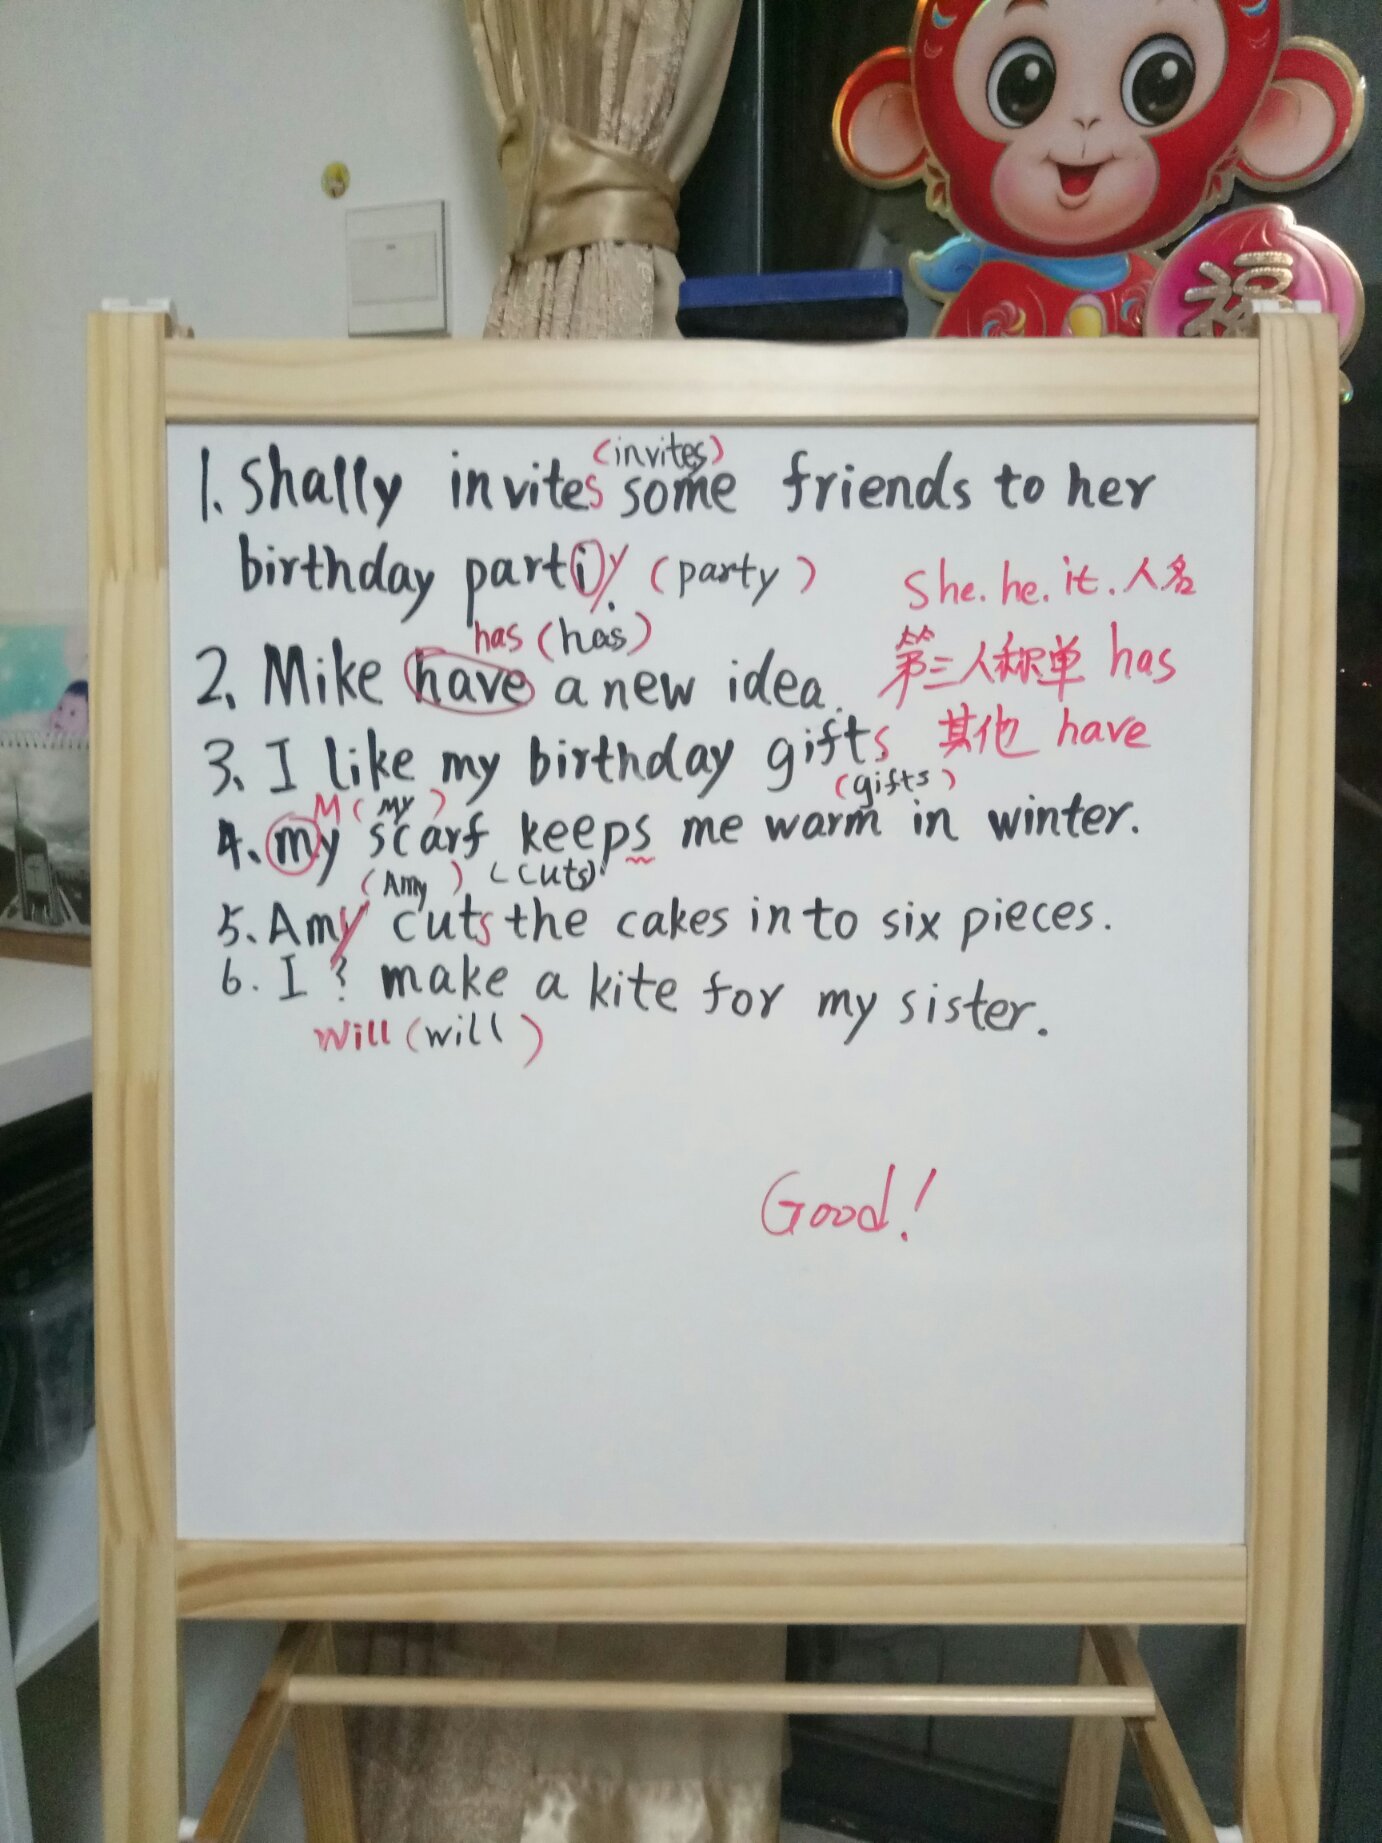 (invites)
1. Shally invites some friends to her
birthday partiy. (party)
She. he. it. 人名
has (has)
第三人称单 has
2. Mike have a new idea.
其他 have
3. I like my birthday gifts
(gifts)
M (My)
4. my scarf keeps me warm in winter.
(Amy) (cuts)
5. Amy cuts the cakes in to six pieces.
6. I ? make a kite for my sister.
will (will)
Good!
福